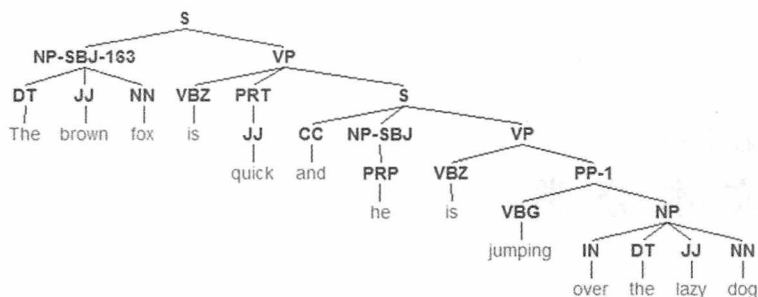 S
NP-SBJ-163 VP
DT JJ NN VBZ PRT S
The brown fox is JJ CC NP-SBJ VP
quick and PRP VBZ PP-1
he is VBG NP
jumping IN DT JJ NN
over the lazy dog